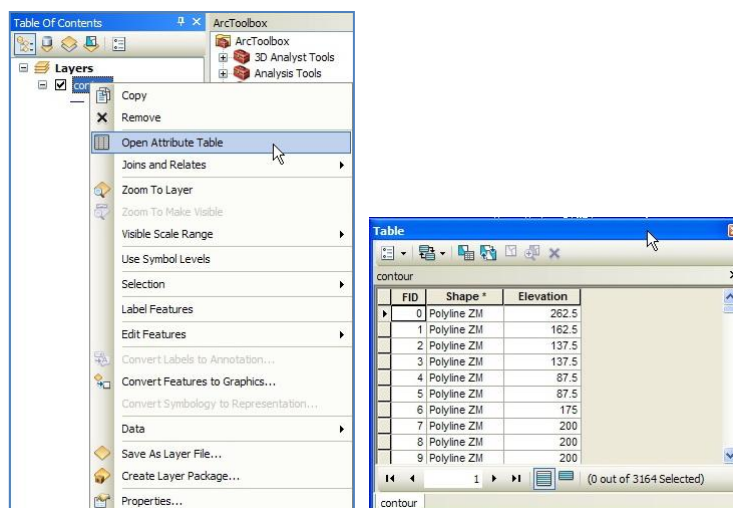 Table Of Contents
ArcToolbox
ArcToolbox
3D Analyst Tools
Analysis Tools
Layers
Copy
Remove
Open Attribute Table
Joins and Relates
Zoom To Layer
Zoom To Make Visible
Visible Scale Range
Use Symbol Levels
Selection
Label Features
Edit Features
Convert Labels to Annotation...
Convert Features to Graphics...
Convert Symbology to Representation...
Data
Save As Layer File...
Create Layer Package...
Properties...
Table
contour
FID Shape * Elevation
0 Polyline ZM 262.5
1 Polyline ZM 162.5
2 Polyline ZM 137.5
3 Polyline ZM 137.5
4 Polyline ZM 87.5
5 Polyline ZM 87.5
6 Polyline ZM 175
7 Polyline ZM 200
8 Polyline ZM 200
9 Polyline ZM 200
1 (0 out of 3164 Selected)
contour